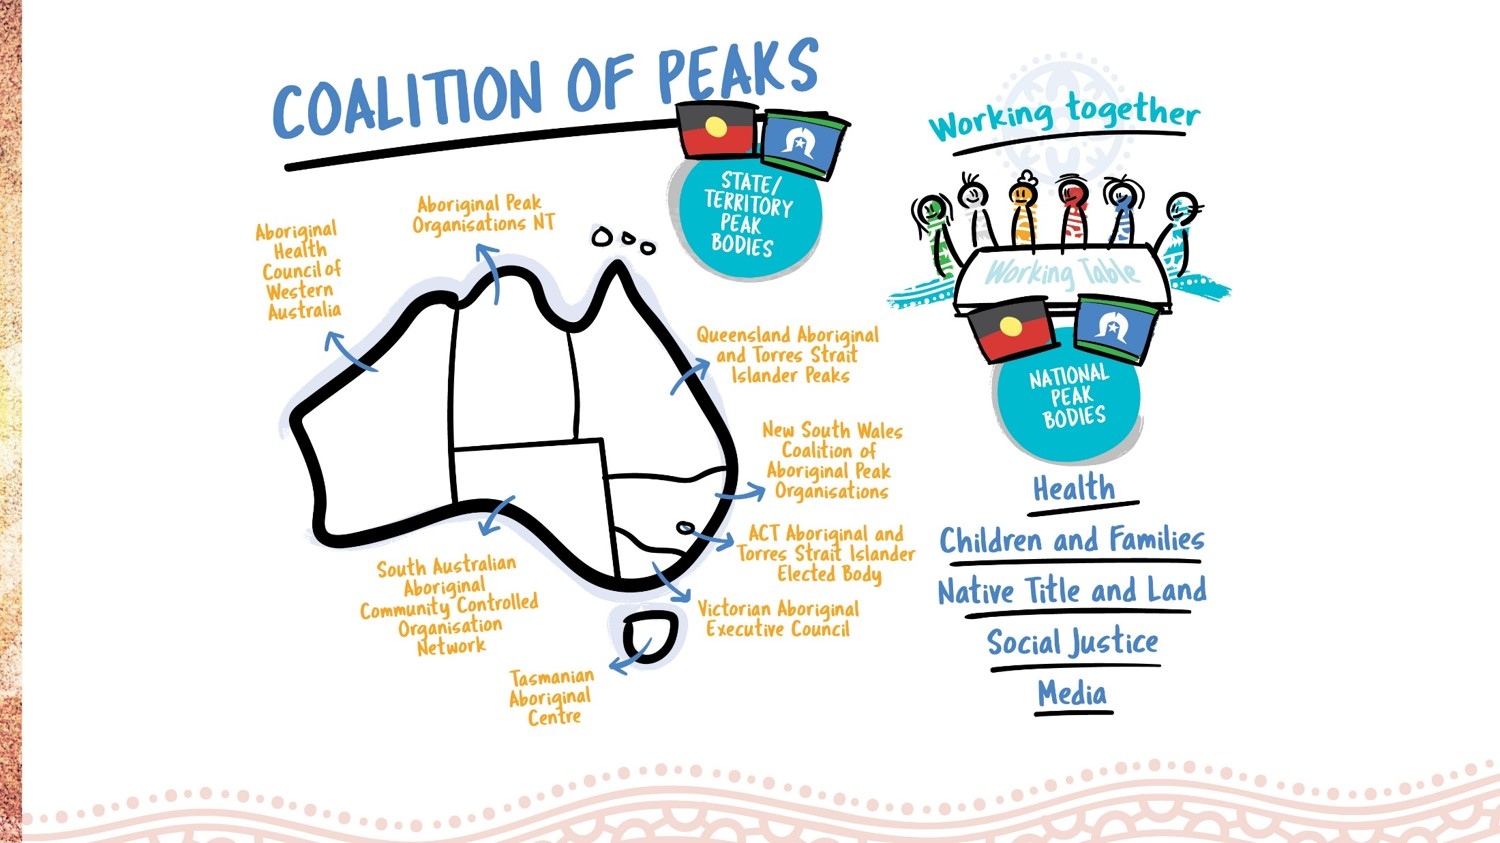 COALITION OF PEAKS
STATE/
TERRITORY
PEAK
BODIES
Aboriginal Peak
Organisations NT
Aboriginal
Health
Council of
Western
Australia
Queensland Aboriginal
and Torres Strait
Islander Peaks
New South Wales
Coalition of
Aboriginal Peak
Organisations
ACT Aboriginal and
Torres Strait Islander
Elected Body
Victorian Aboriginal
Executive Council
South Australian
Aboriginal
Community Controlled
Organisation
Network
Tasmanian
Aboriginal
Centre
Working together
Working Table
NATIONAL
PEAK
BODIES
Health
Children and Families
Native Title and Land
Social Justice
Media